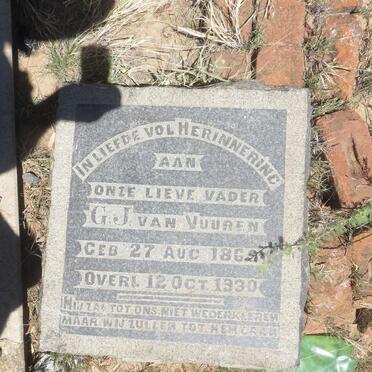 IN LIEFDE VOL HERINNERING
AAN
ONZE LIEVE VADER
G.J. VAN VUUREN
GEB 27 AUG
OVERL 12 OCT 1930
HIJ ZAL TOT ONS NIET WEDERKEEREN
MAAR WIJ ZULLEN TOT HEM GAAN